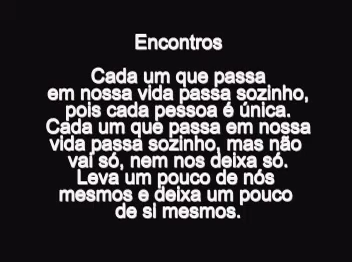 Encontros
Cada um que passa
em nossa vida passa sozinho,
pois cada pessoa é única.
Cada um que passa em nossa
vida passa sozinho, mas não
vai só, nem nos deixa só.
Leva um pouco de nós
mesmos e deixa um pouco
de si mesmos.